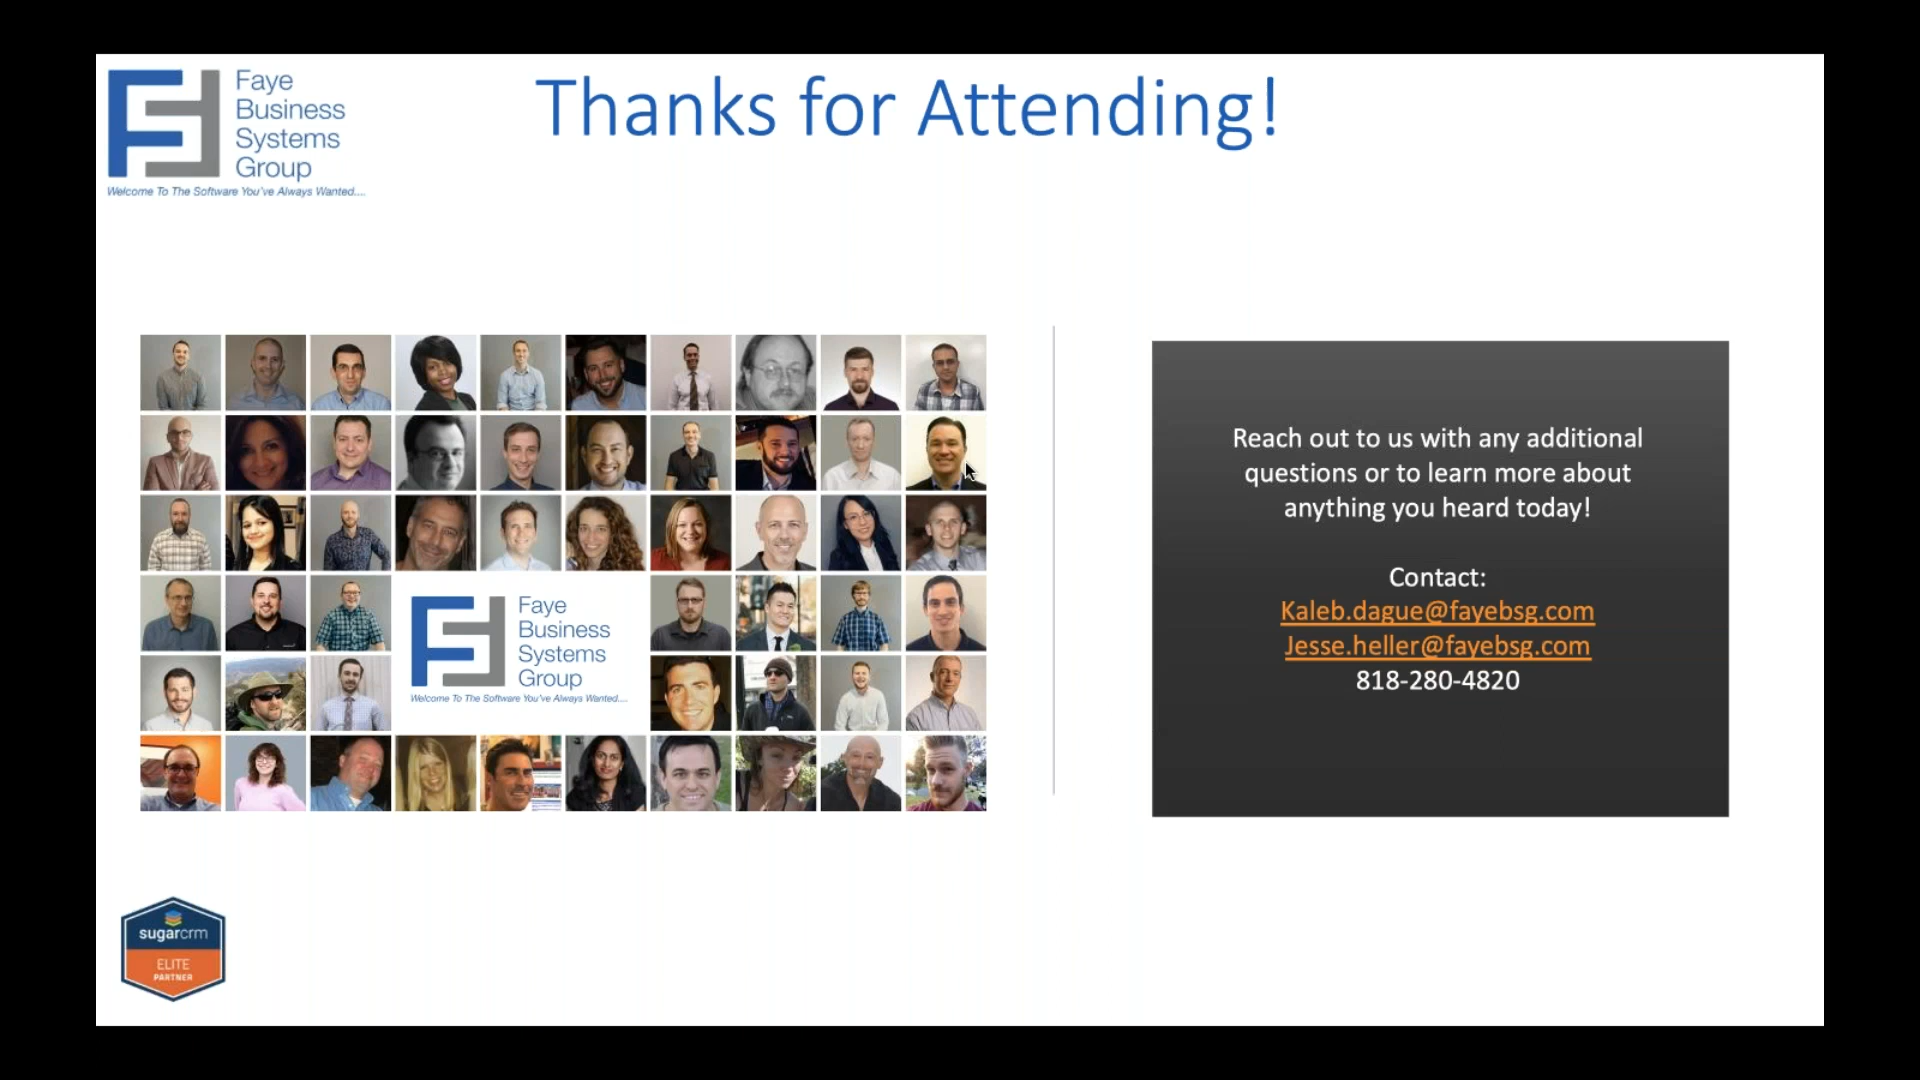 Faye
Business
Systems
Group
Welcome To The Software You've Always Wanted....
Thanks for Attending!
Faye
Business
Systems
Group
Welcome To The Software You've Always Wanted....
Reach out to us with any additional
questions or to learn more about
anything you heard today!
Contact:
Kaleb.dague@fayebsg.com
Jesse.heller@fayebsg.com
818-280-4820
sugarcrm
ELITE
PARTNER